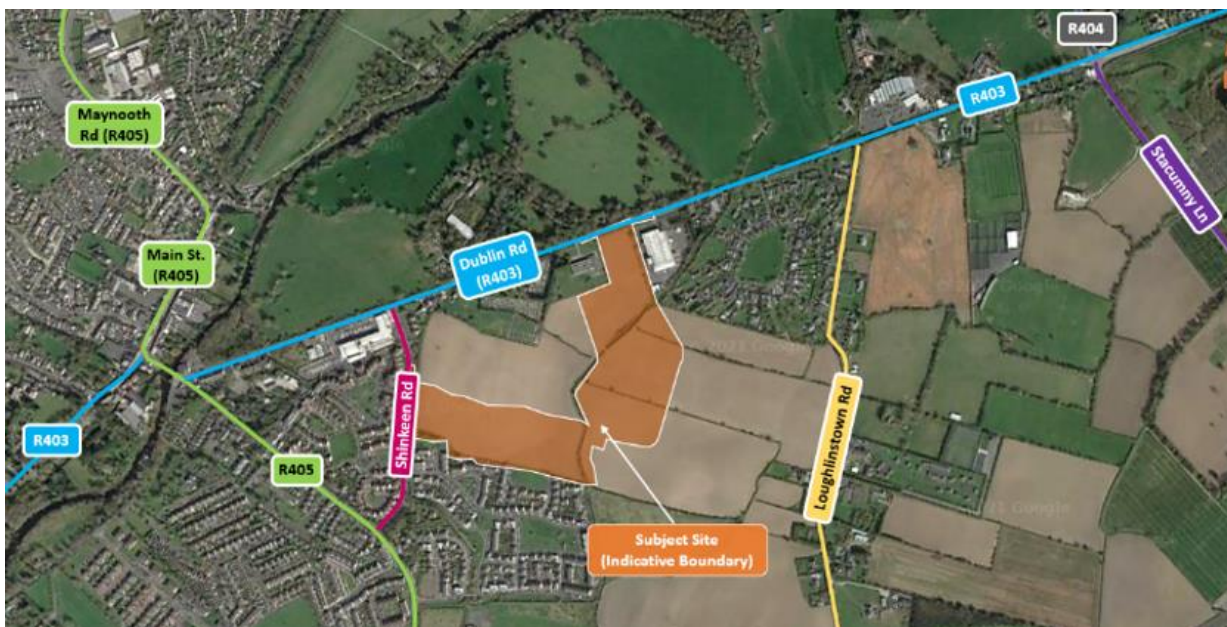 R404
R403
Maynooth
Rd (R405)
Stacumny Ln
Main St.
(R405)
Dublin Rd
(R403)
Shinkeen Rd
Loughlinstown Rd
R403
R405
Subject Site
(Indicative Boundary)